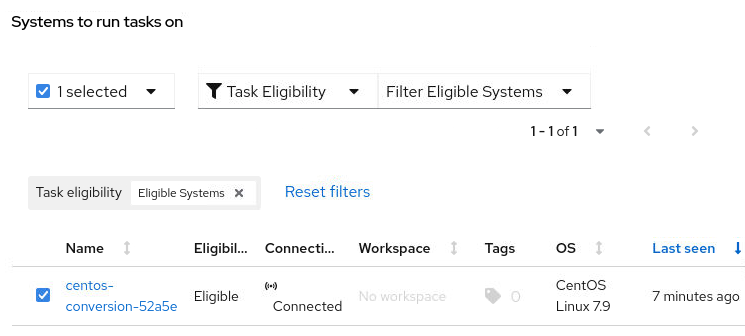 Systems to run tasks on
1 selected Task Eligibility Filter Eligible Systems
1 - 1 of 1
Task eligibility Eligible Systems Reset filters
Name Eligibil... Connecti... Workspace Tags OS Last seen
centos- CentOS
Eligible No workspace 0 7 minutes ago
conversion-52a5e Connected Linux 7.9